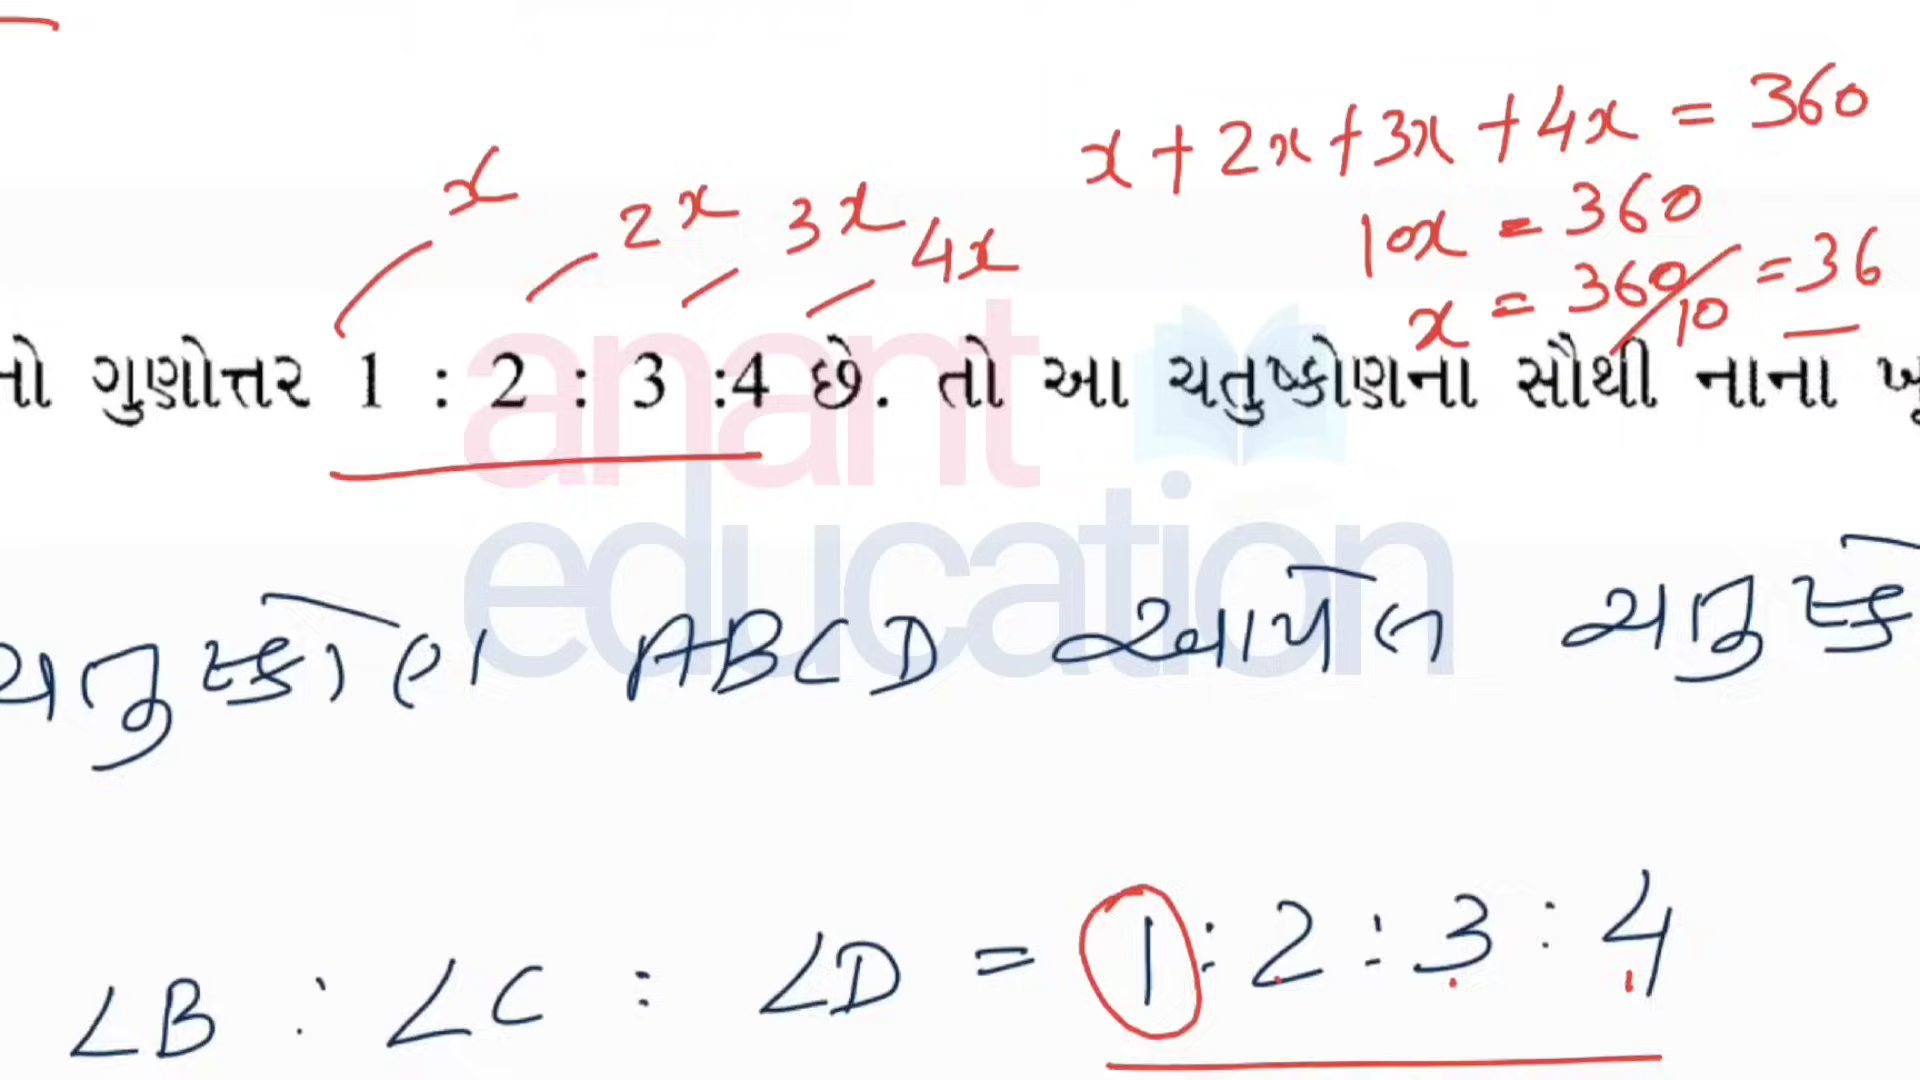 x + 2x + 3x + 4x = 360
x 2x 3x 4x
10x = 360
x = 360/10 = 36
ગુણોત્તર 1 : 2 : 3 :4 છે. તો આ ચતુષ્કોણના સૌથી નાના
anant
education
ચતુષ્કોણ ABCD આપેલ
∠B : ∠C : ∠D = 1 : 2 : 3 : 4